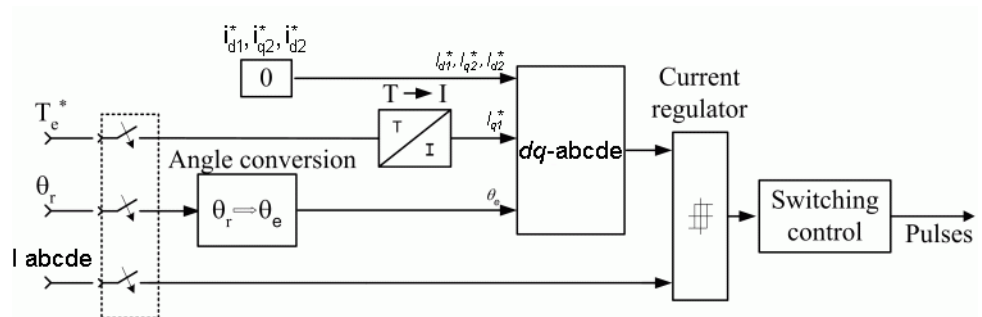 i*d1, i*q2, i*d2
0
I*d1, I*q2, I*d2
T → I
Current
regulator
Te*
T
I
I*q1
dq-abcde
Angle conversion
θr
θr⇒θe
θe
Switching
control
Pulses
I abcde